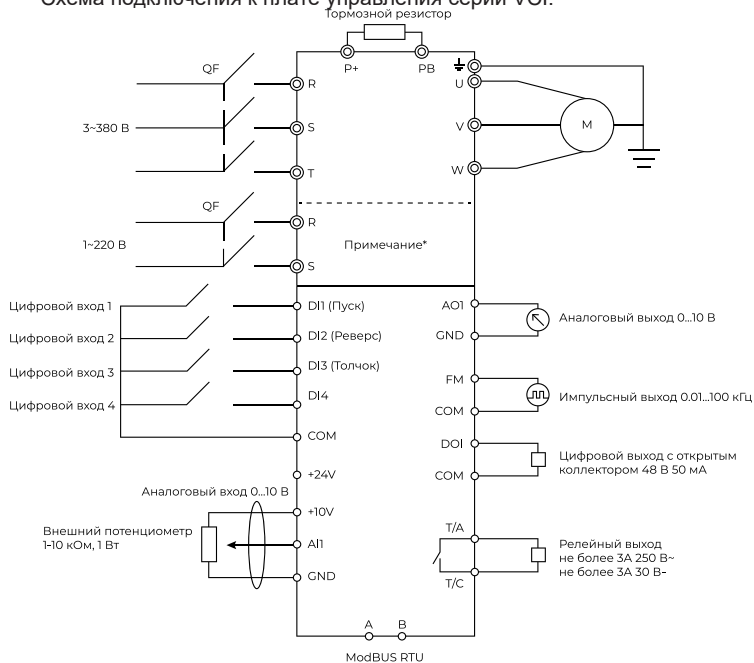 Схема подключения к плате управления серии VCI:
Тормозной резистор
P+
PB
QF
R
3~380 В
S
T
U
V
W
M
QF
R
1~220 В
S
Примечание*
Цифровой вход 1
DI1 (Пуск)
Цифровой вход 2
DI2 (Реверс)
Цифровой вход 3
DI3 (Толчок)
Цифровой вход 4
DI4
COM
+24V
Аналоговый вход 0...10 В
+10V
Внешний потенциометр
1-10 кОм, 1 Вт
AI1
GND
AO1
Аналоговый выход 0...10 В
GND
FM
Импульсный выход 0.01...100 кГц
COM
DOI
Цифровой выход с открытым
коллектором 48 В 50 мА
COM
T/A
Релейный выход
не более 3А 250 В~
не более 3А 30 В-
T/C
A
B
ModBUS RTU